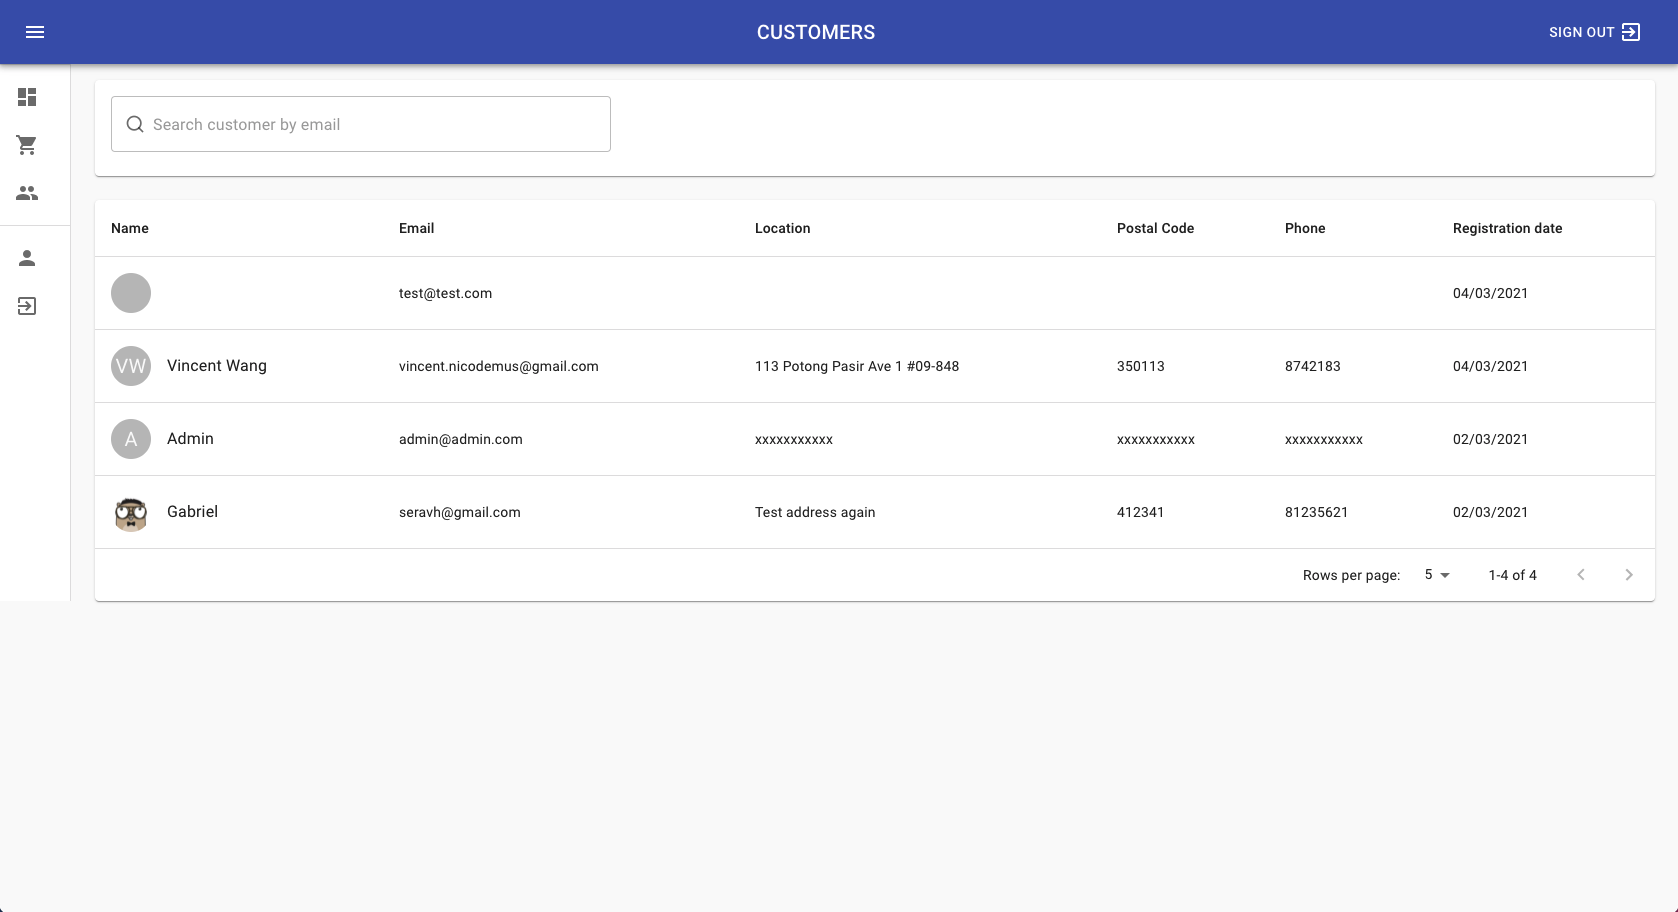 CUSTOMERS
SIGN OUT
Search customer by email
Name Email Location Postal Code Phone Registration date
test@test.com 04/03/2021
VW Vincent Wang vincent.nicodemus@gmail.com 113 Potong Pasir Ave 1 #09-848 350113 8742183 04/03/2021
A Admin admin@admin.com xxxxxxxxxxx xxxxxxxxxxx xxxxxxxxxxx 02/03/2021
Gabriel seravh@gmail.com Test address again 412341 81235621 02/03/2021
Rows per page: 5 1-4 of 4